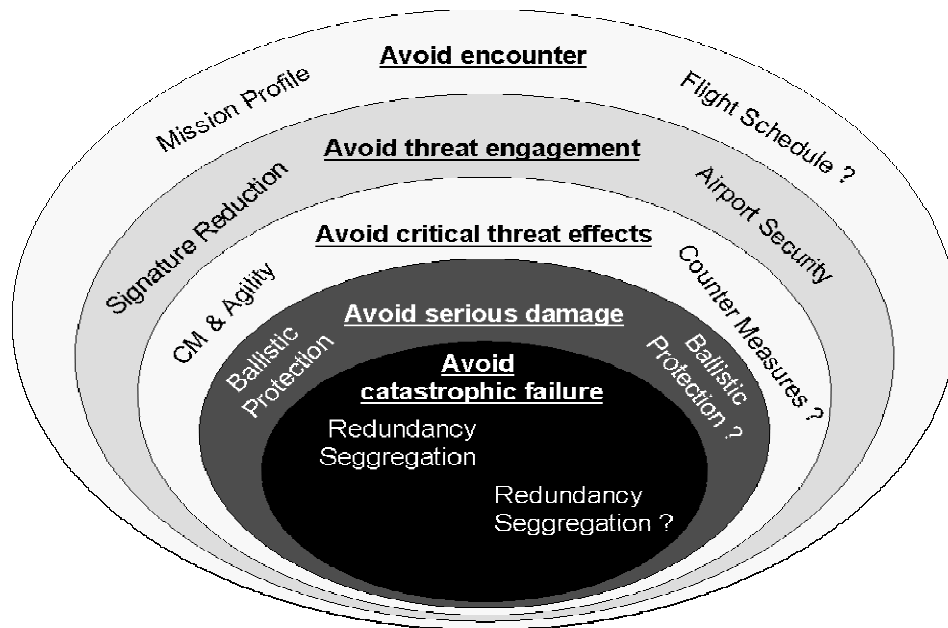 Avoid encounter
Mission Profile
Flight Schedule ?
Avoid threat engagement
Signature Reduction
Airport Security
Avoid critical threat effects
CM & Agility
Counter Measures ?
Avoid serious damage
Ballistic
Protection
Ballistic
Protection ?
Avoid
catastrophic failure
Redundancy
Seggregation
Redundancy
Seggregation ?